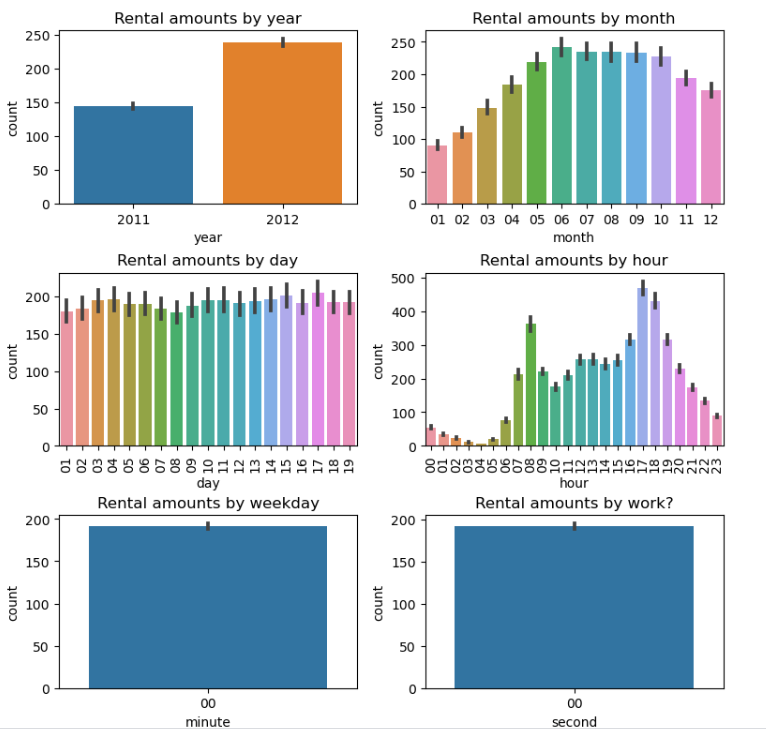 Rental amounts by year
count
250
200
150
100
50
0
2011 2012
year
Rental amounts by month
count
250
200
150
100
50
0
01 02 03 04 05 06 07 08 09 10 11 12
month
Rental amounts by day
count
200
150
100
50
0
01 02 03 04 05 06 07 08 09 10 11 12 13 14 15 16 17 18 19
day
Rental amounts by hour
count
500
400
300
200
100
0
00 01 02 03 04 05 06 07 08 09 10 11 12 13 14 15 16 17 18 19 20 21 22 23
hour
Rental amounts by weekday
count
200
150
100
50
0
00
minute
Rental amounts by work?
count
200
150
100
50
0
00
second